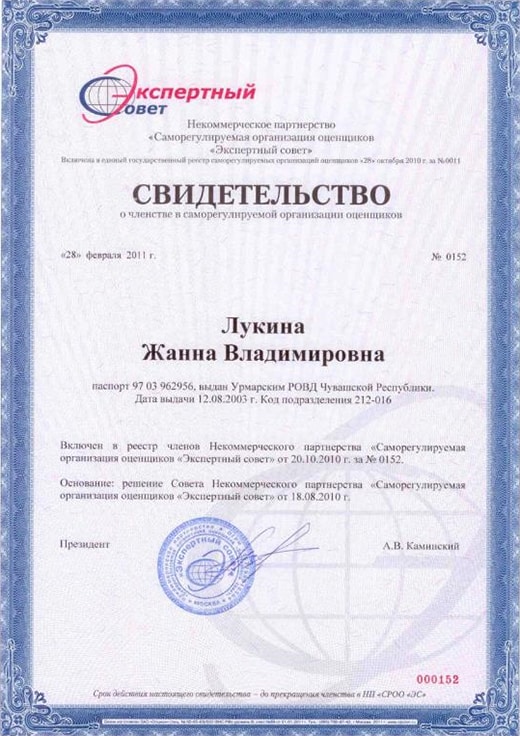 Экспертный
Совет
Некоммерческое партнерство
«Саморегулируемая организация оценщиков
«Экспертный совет»
Включена в единый государственный реестр саморегулируемых организаций оценщиков «28» октября 2010 г. за №0011
СВИДЕТЕЛЬСТВО
о членстве в саморегулируемой организации оценщиков
«28» февраля 2011 г.
№ 0152
Лукина
Жанна Владимировна
паспорт 97 03 962956, выдан Урмарским РОВД Чувашской Республики.
Дата выдачи 12.08.2003 г. Код подразделения 212-016
Включен в реестр членов Некоммерческого партнерства «Саморегулируемая
организация оценщиков «Экспертный совет» от 20.10.2010 г. за № 0152.
Основание: решение Совета Некоммерческого партнерства «Саморегулируемая
организация оценщиков «Экспертный совет» от 18.08.2010 г.
Президент
Экспертный совет
МОСКВА
А.В. Каминский
000152
Срок действия настоящего свидетельства – до прекращения членства в НП «СРОО «ЭС»